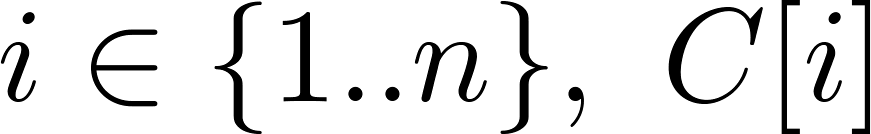 i ∈ {1..n}, C[i]